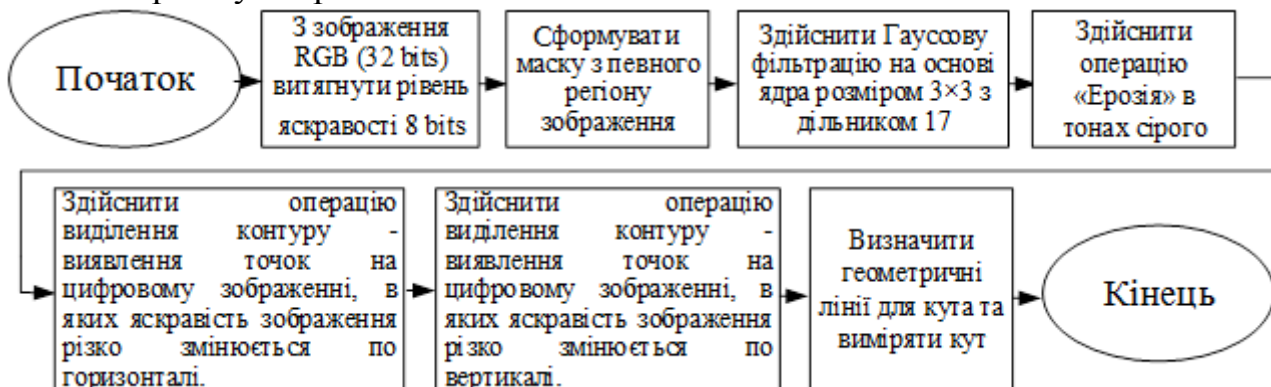 Початок
З зображення
RGB (32 bits)
витягнути рівень
яскравості 8 bits
Сформувати
маску з певного
регіону
зображення
Здійснити Гауссову
фільтрацію на основі
ядра розміром 3×3 з
дільником 17
Здійснити
операцію
«Ерозія» в
тонах сірого
Здійснити операцію
виділення контуру -
виявлення точок на
цифровому зображенні, в
яких яскравість зображення
різко змінюється по
горизонталі.
Здійснити операцію
виділення контуру -
виявлення точок на
цифровому зображенні, в
яких яскравість зображення
різко змінюється по
вертикалі.
Визначити
геометричні
лінії для кута та
виміряти кут
Кінець